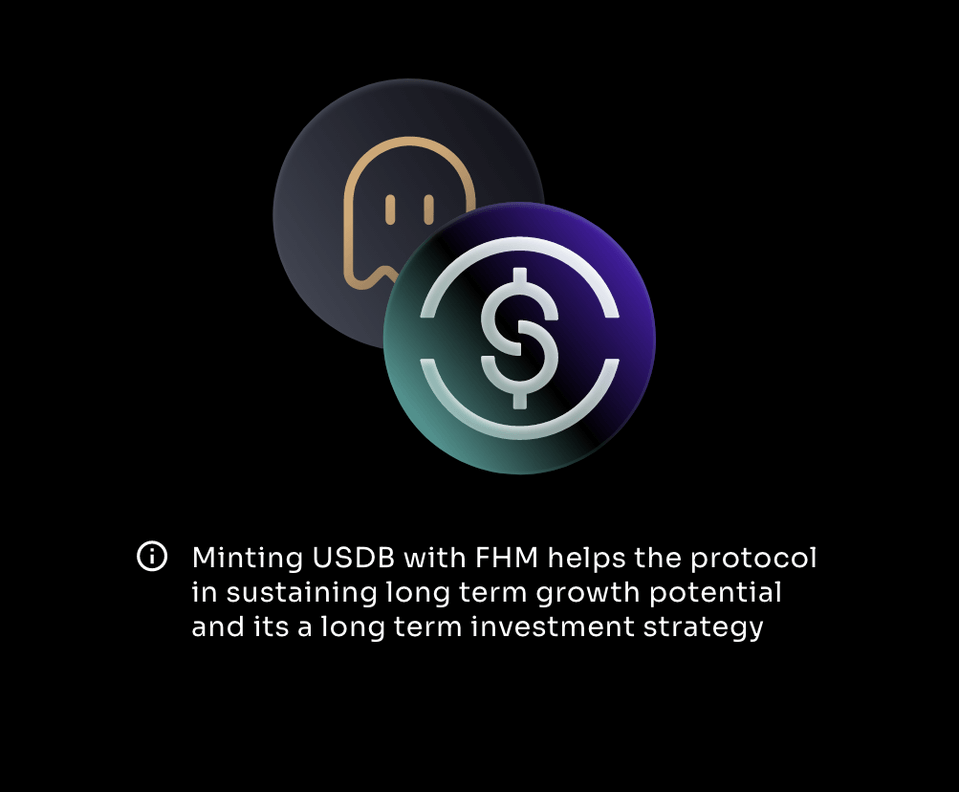 Minting USDB with FHM helps the protocol
in sustaining long term growth potential
and its a long term investment strategy